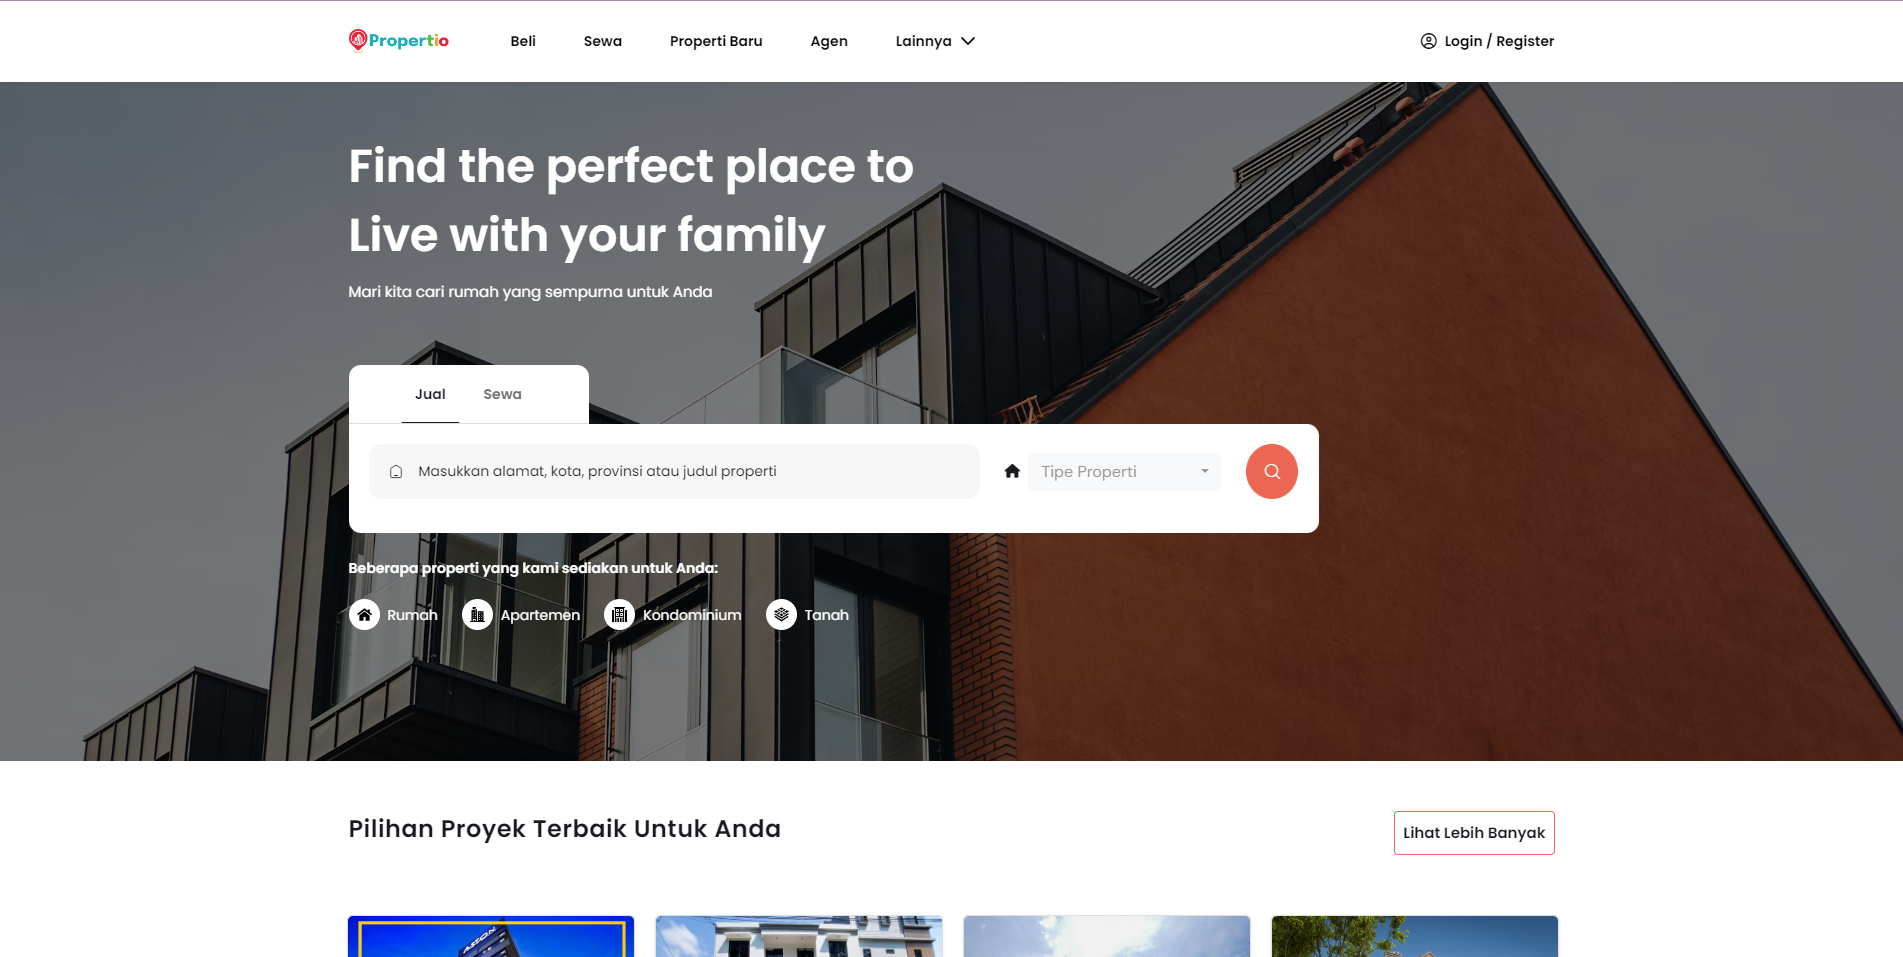 Propertio
Beli
Sewa
Properti Baru
Agen
Lainnya
Login / Register
Find the perfect place to
Live with your family
Mari kita cari rumah yang sempurna untuk Anda
Jual
Sewa
Masukkan alamat, kota, provinsi atau judul properti
Tipe Properti
Beberapa properti yang kami sediakan untuk Anda:
Rumah
Apartemen
Kondominium
Tanah
Pilihan Proyek Terbaik Untuk Anda
Lihat Lebih Banyak
ASTON